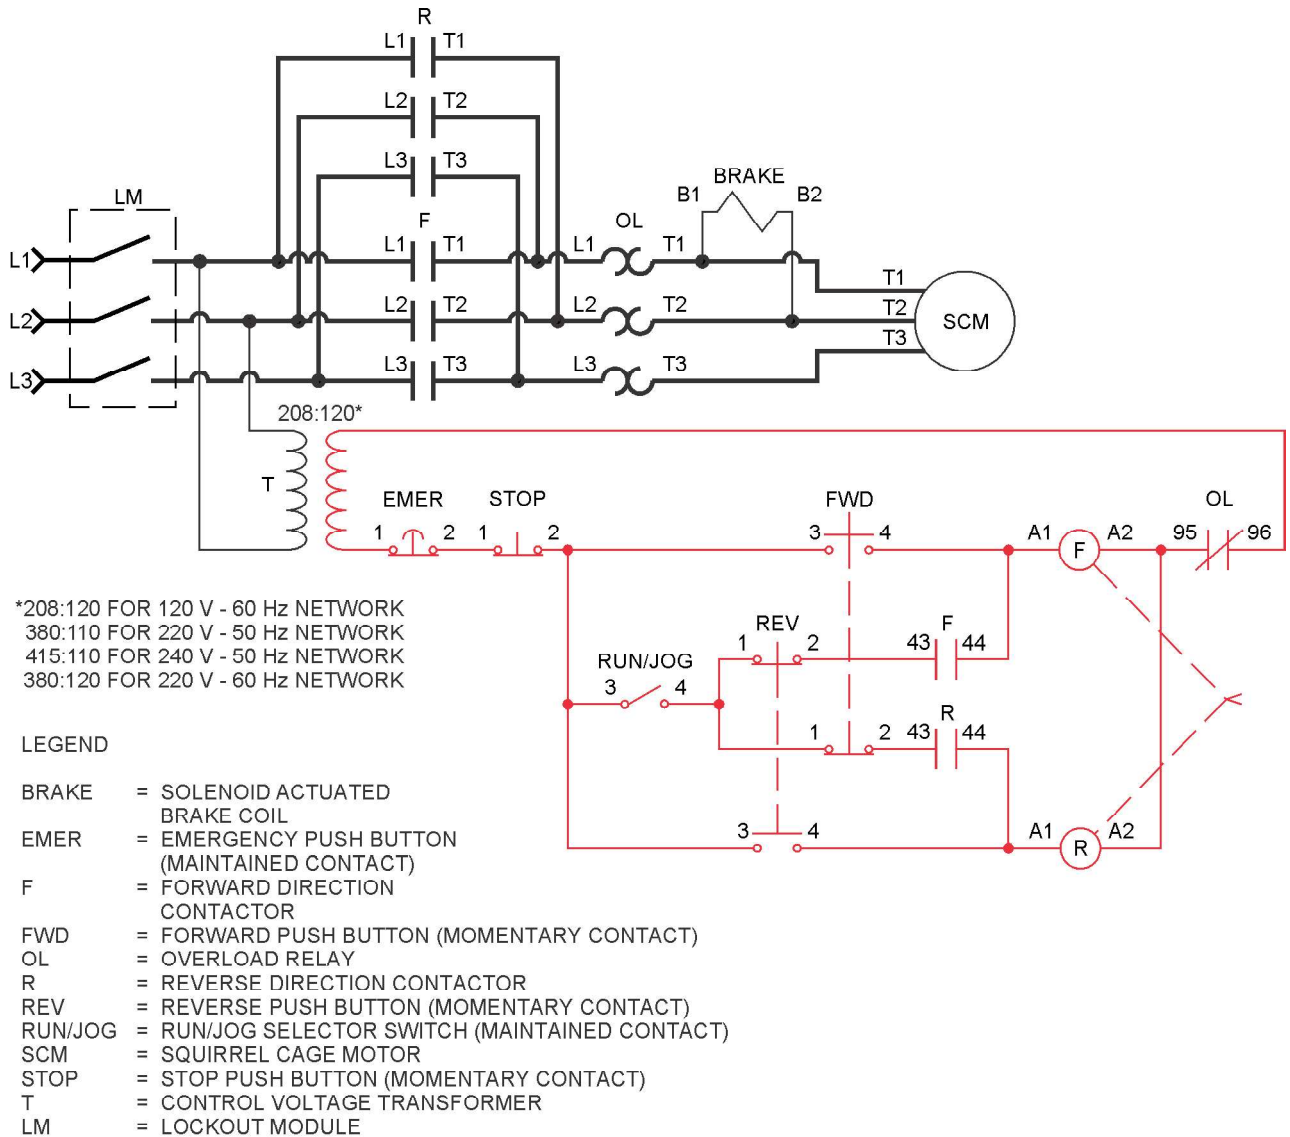 R
L1 T1
L2 T2
L3 T3
LM
F
OL
BRAKE
B1 B2
L1 L1 T1 L1 T1 T1
L2 L2 T2 L2 T2 T2
SCM
L3 L3 T3 L3 T3 T3
208:120*
T
EMER STOP FWD OL
1 2 1 2 3 4 A1 F A2 95 96
*208:120 FOR 120 V - 60 Hz NETWORK
380:110 FOR 220 V - 50 Hz NETWORK
415:110 FOR 240 V - 50 Hz NETWORK
380:120 FOR 220 V - 60 Hz NETWORK
REV F
1 2 43 44
RUN/JOG
3 4
R
1 2 43 44
3 4 A1 R A2
LEGEND
BRAKE = SOLENOID ACTUATED
BRAKE COIL
EMER = EMERGENCY PUSH BUTTON
(MAINTAINED CONTACT)
F = FORWARD DIRECTION
CONTACTOR
FWD = FORWARD PUSH BUTTON (MOMENTARY CONTACT)
OL = OVERLOAD RELAY
R = REVERSE DIRECTION CONTACTOR
REV = REVERSE PUSH BUTTON (MOMENTARY CONTACT)
RUN/JOG = RUN/JOG SELECTOR SWITCH (MAINTAINED CONTACT)
SCM = SQUIRREL CAGE MOTOR
STOP = STOP PUSH BUTTON (MOMENTARY CONTACT)
T = CONTROL VOLTAGE TRANSFORMER
LM = LOCKOUT MODULE